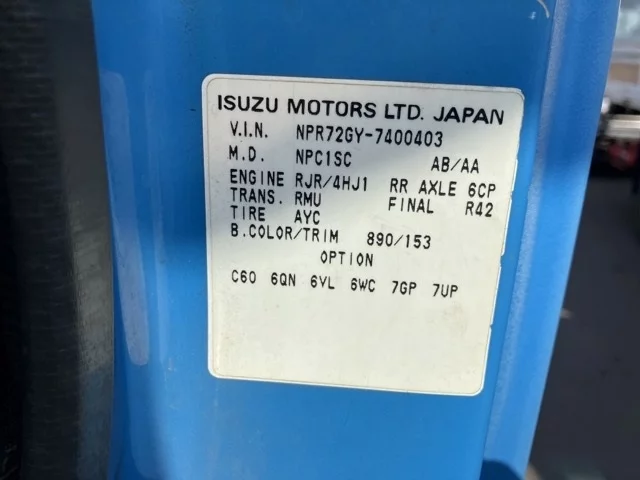 ISUZU MOTORS LTD. JAPAN
V.I.N. NPR72GY-7400403
M.D. NPC1SC AB/AA
ENGINE RJR/4HJ1 RR AXLE 6CP
TRANS. RMU FINAL R42
TIRE AYC
B.COLOR/TRIM 890/153
OPTION
C60 6QN 6VL 6WC 7GP 7UP